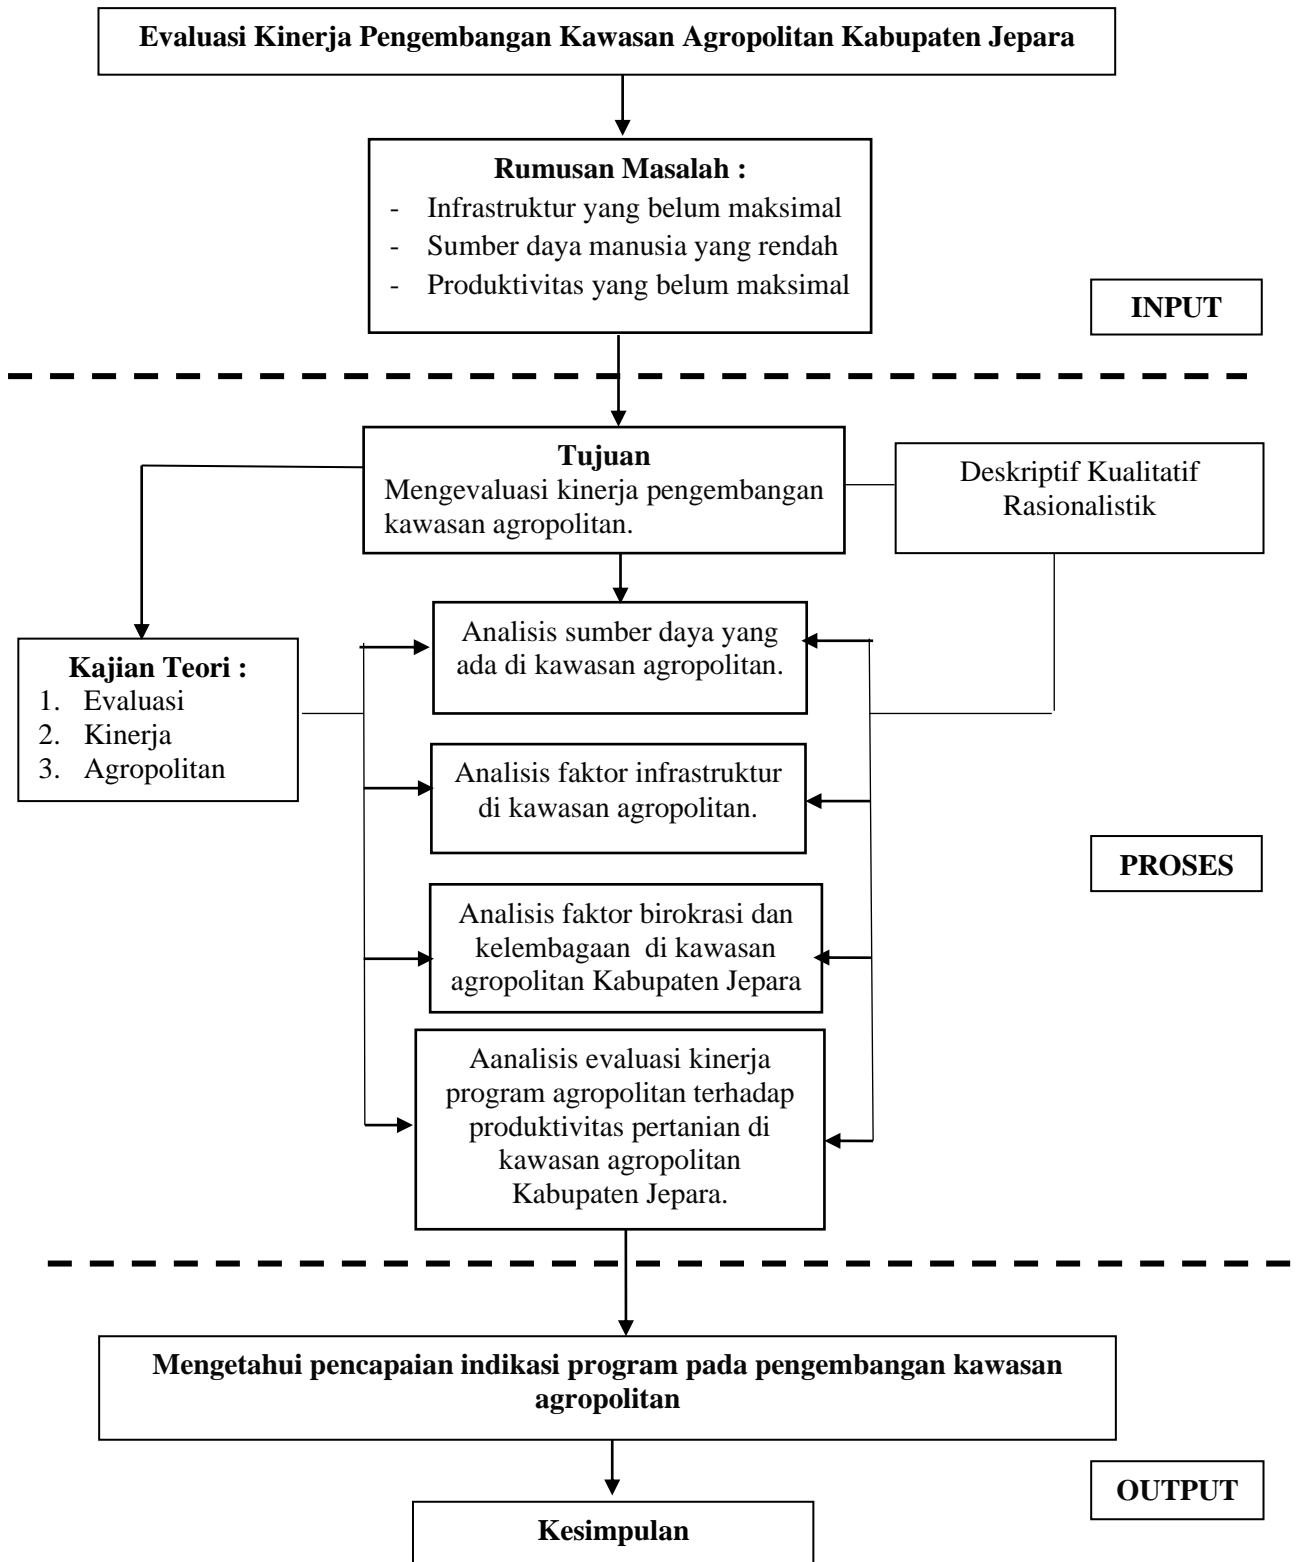 Evaluasi Kinerja Pengembangan Kawasan Agropolitan Kabupaten Jepara
Rumusan Masalah :
- Infrastruktur yang belum maksimal
- Sumber daya manusia yang rendah
- Produktivitas yang belum maksimal
INPUT
Tujuan
Mengevaluasi kinerja pengembangan
kawasan agropolitan.
Deskriptif Kualitatif
Rasionalistik
Kajian Teori :
1. Evaluasi
2. Kinerja
3. Agropolitan
Analisis sumber daya yang
ada di kawasan agropolitan.
Analisis faktor infrastruktur
di kawasan agropolitan.
PROSES
Analisis faktor birokrasi dan
kelembagaan di kawasan
agropolitan Kabupaten Jepara
Aanalisis evaluasi kinerja
program agropolitan terhadap
produktivitas pertanian di
kawasan agropolitan
Kabupaten Jepara.
Mengetahui pencapaian indikasi program pada pengembangan kawasan
agropolitan
OUTPUT
Kesimpulan